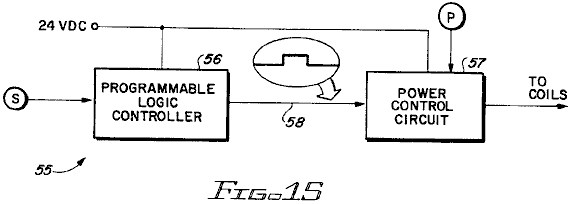 24 VDC
P
56
57
S
PROGRAMMABLE
LOGIC
CONTROLLER
58
POWER
CONTROL
CIRCUIT
TO
COILS
55
FIG. 15